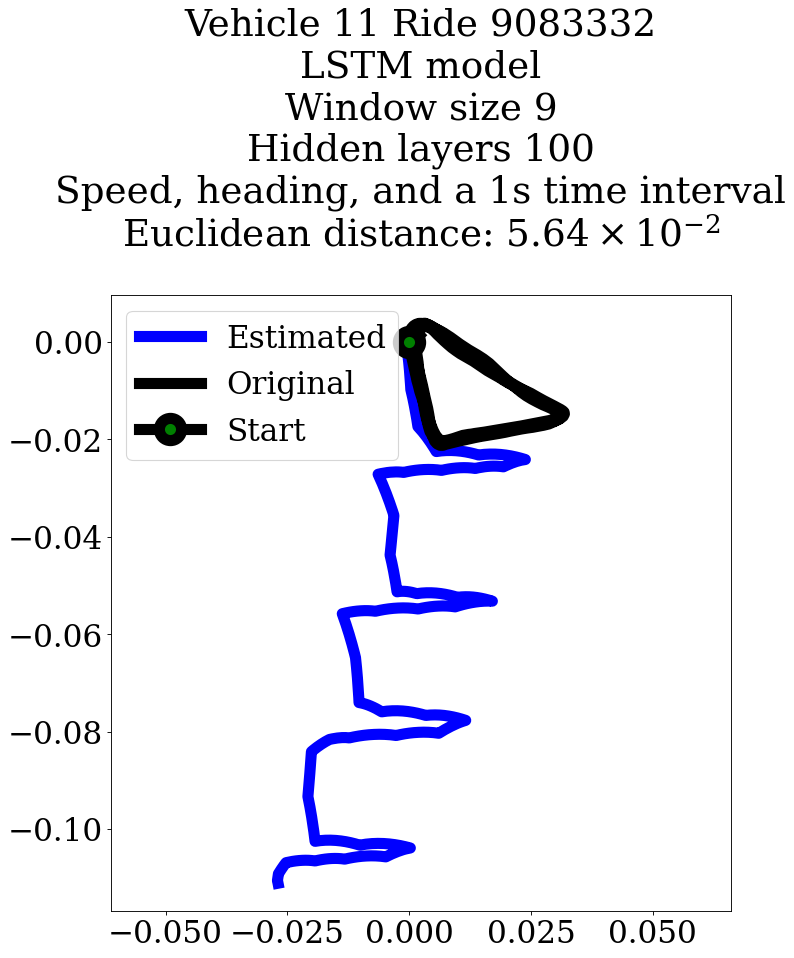 Vehicle 11 Ride 9083332
LSTM model
Window size 9
Hidden layers 100
Speed, heading, and a 1s time interval
Euclidean distance: 5.64 × 10⁻²
Estimated
Original
Start
0.00
−0.02
−0.04
−0.06
−0.08
−0.10
−0.050 −0.025 0.000 0.025 0.050